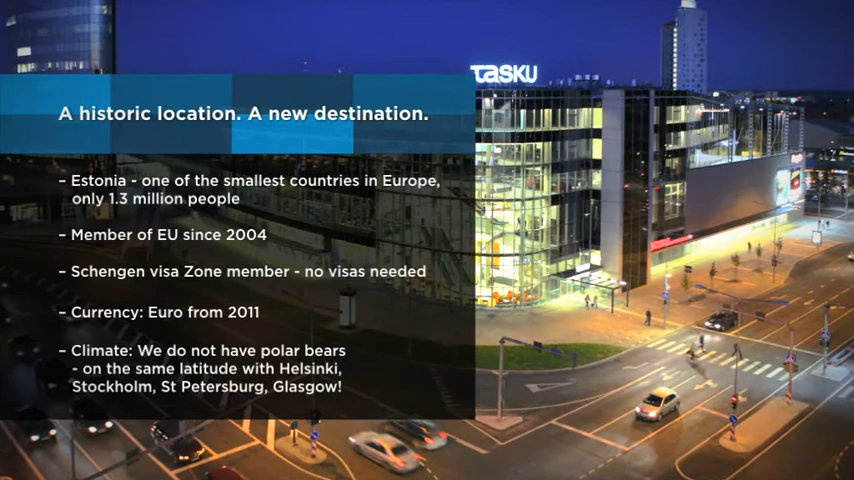 TASKU
A historic location. A new destination.
– Estonia - one of the smallest countries in Europe,
only 1.3 million people
– Member of EU since 2004
– Schengen visa Zone member - no visas needed
– Currency: Euro from 2011
– Climate: We do not have polar bears
- on the same latitude with Helsinki,
Stockholm, St Petersburg, Glasgow!